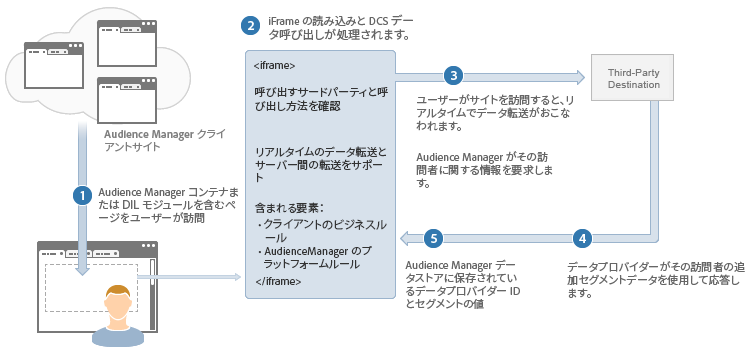 Audience Manager クライ
アントサイト
1
Audience Manager コンテナま
たは DIL モジュールを含むペ
ージをユーザーが訪問
2
iFrame の読み込みと DCS デー
タ呼び出しが処理されます。
<iframe>
呼び出すサードパーティと呼
び出し方法を確認
リアルタイムのデータ転送と
サーバー間の転送をサポー
ト
含まれる要素：
・クライアントのビジネスル
ール
・AudienceManager のプ
ラットフォームルール
</iframe>
3
ユーザーがサイトを訪問すると、リ
アルタイムでデータ転送がおこな
われます。
Audience Manager がその訪
問者に関する情報を要求しま
す。
Third-Party
Destination
4
データプロバイダーがその訪問者の追
加セグメントデータを使用して応答し
ます。
5
Audience Manager デー
タストアに保存されてい
るデータプロバイダー ID
とセグメントの値